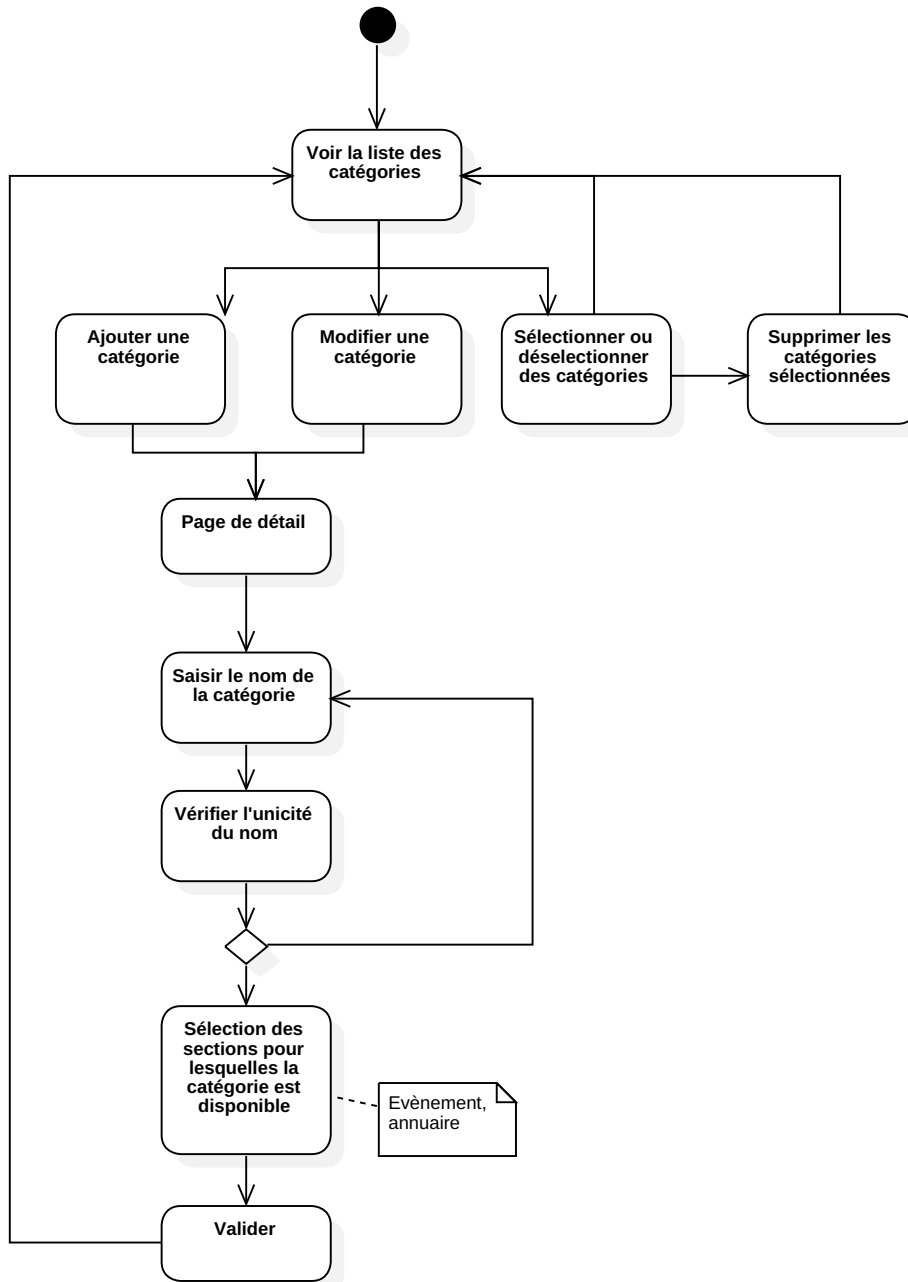 Voir la liste des
catégories
Ajouter une
catégorie
Modifier une
catégorie
Sélectionner ou
déselectionner
des catégories
Supprimer les
catégories
sélectionnées
Page de détail
Saisir le nom de
la catégorie
Vérifier l'unicité
du nom
Sélection des
sections pour
lesquelles la
catégorie est
disponible
Evènement,
annuaire
Valider